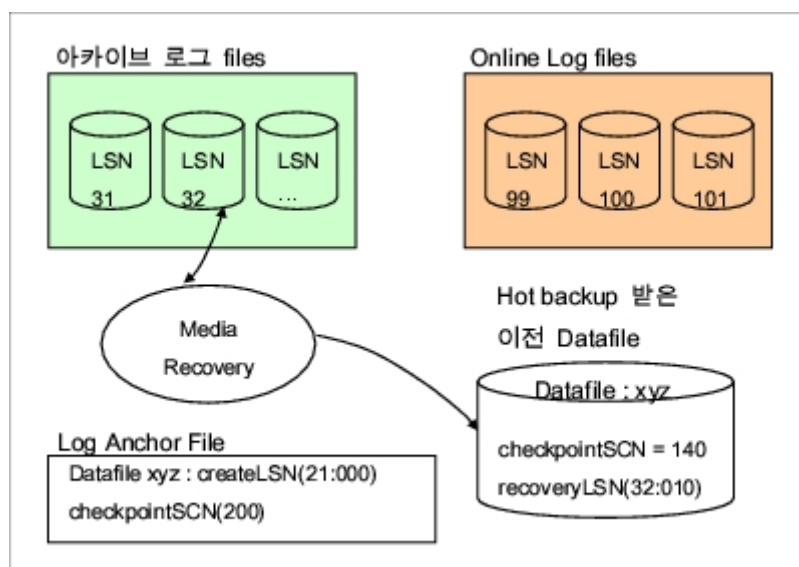 아카이브 로그 files
LSN
31
LSN
32
LSN
...
Online Log files
LSN
99
LSN
100
LSN
101
Media
Recovery
Hot backup 받은
이전 Datafile
Datafile : xyz
checkpointSCN = 140
recoveryLSN(32:010)
Log Anchor File
Datafile xyz : createLSN(21:000)
checkpointSCN(200)